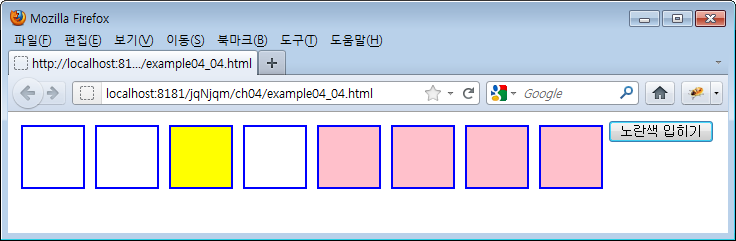 Mozilla Firefox
파일(F) 편집(E) 보기(V) 이동(S) 북마크(B) 도구(T) 도움말(H)
http://localhost:81.../example04_04.html
localhost:8181/jqNjqm/ch04/example04_04.html Google
노란색 입히기